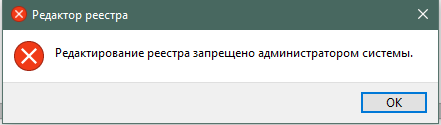 Редактор реестра
Редактирование реестра запрещено администратором системы.
OK